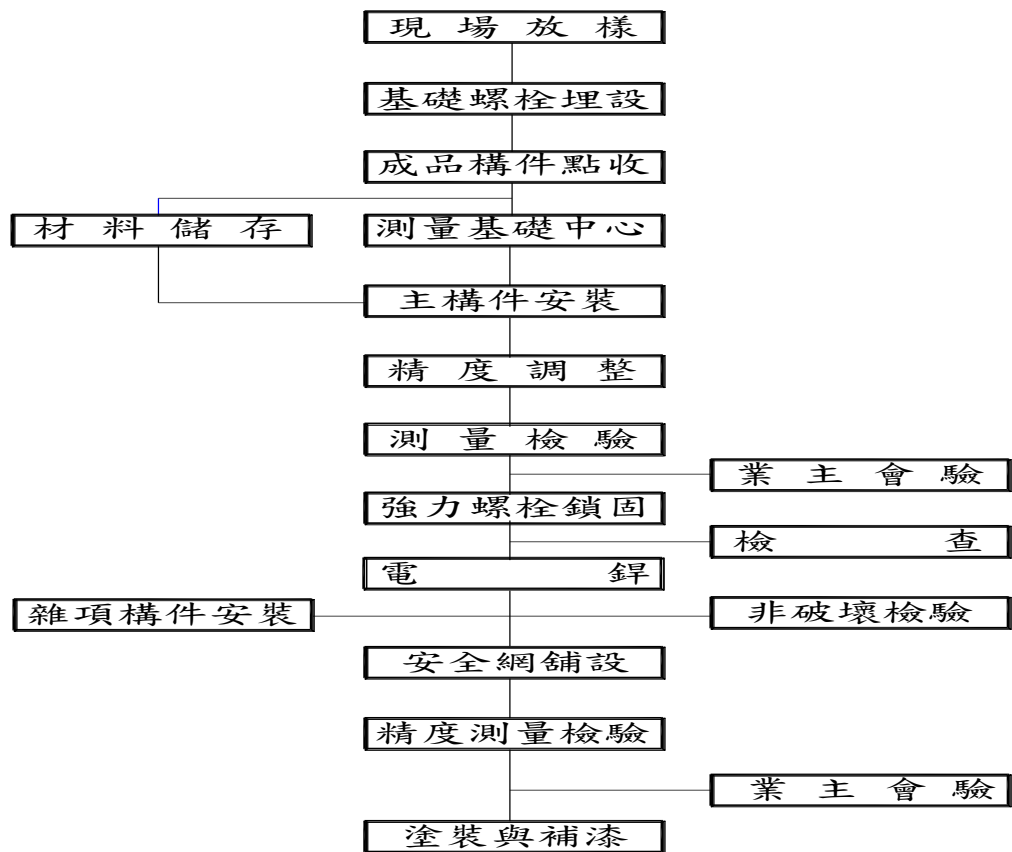 現場放樣
基礎螺栓埋設
成品構件點收
材料儲存
測量基礎中心
主構件安裝
精度調整
測量檢驗
業主會驗
強力螺栓鎖固
檢查
電銲
雜項構件安裝
非破壞檢驗
安全網舖設
精度測量檢驗
業主會驗
塗裝與補漆